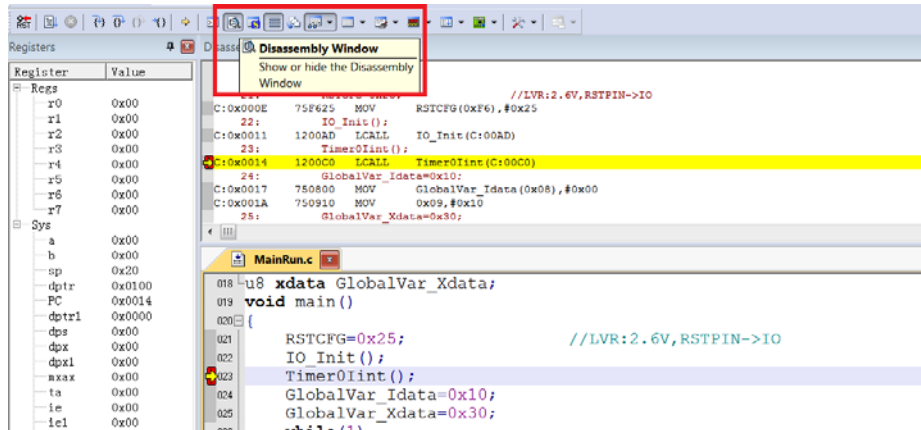 RST
Registers
Disasse
Disassembly Window
Show or hide the Disassembly
Window
Register Value
Regs
r0 0x00
r1 0x00
r2 0x00
r3 0x00
r4 0x00
r5 0x00
r6 0x00
r7 0x00
Sys
a 0x00
b 0x00
sp 0x20
dptr 0x0100
PC 0x0014
dptr1 0x0000
dps 0x00
dpx 0x00
dpx1 0x00
mxax 0x00
ta 0x00
ie 0x00
ie1 0x00
//LVR:2.6V,RSTPIN->IO
C:0x000E 75F625 MOV RSTCFG(0xF6),#0x25
22: IO_Init();
C:0x0011 1200AD LCALL IO_Init(C:00AD)
23: Timer0Iint();
C:0x0014 1200C0 LCALL Timer0Iint(C:00C0)
24: GlobalVar_Idata=0x10;
C:0x0017 750800 MOV GlobalVar_Idata(0x08),#0x00
C:0x001A 750910 MOV 0x09,#0x10
25: GlobalVar_Xdata=0x30;
MainRun.c
018 u8 xdata GlobalVar_Xdata;
019 void main()
020 {
021 RSTCFG=0x25; //LVR:2.6V,RSTPIN->IO
022 IO_Init();
023 Timer0Iint();
024 GlobalVar_Idata=0x10;
025 GlobalVar_Xdata=0x30;
while(1)